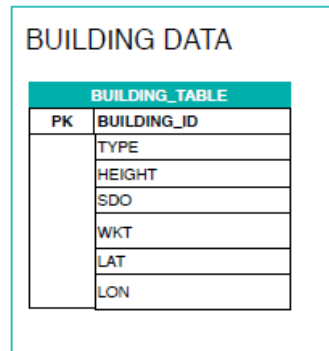 BUILDING DATA
BUILDING_TABLE
PK BUILDING_ID
TYPE
HEIGHT
SDO
WKT
LAT
LON